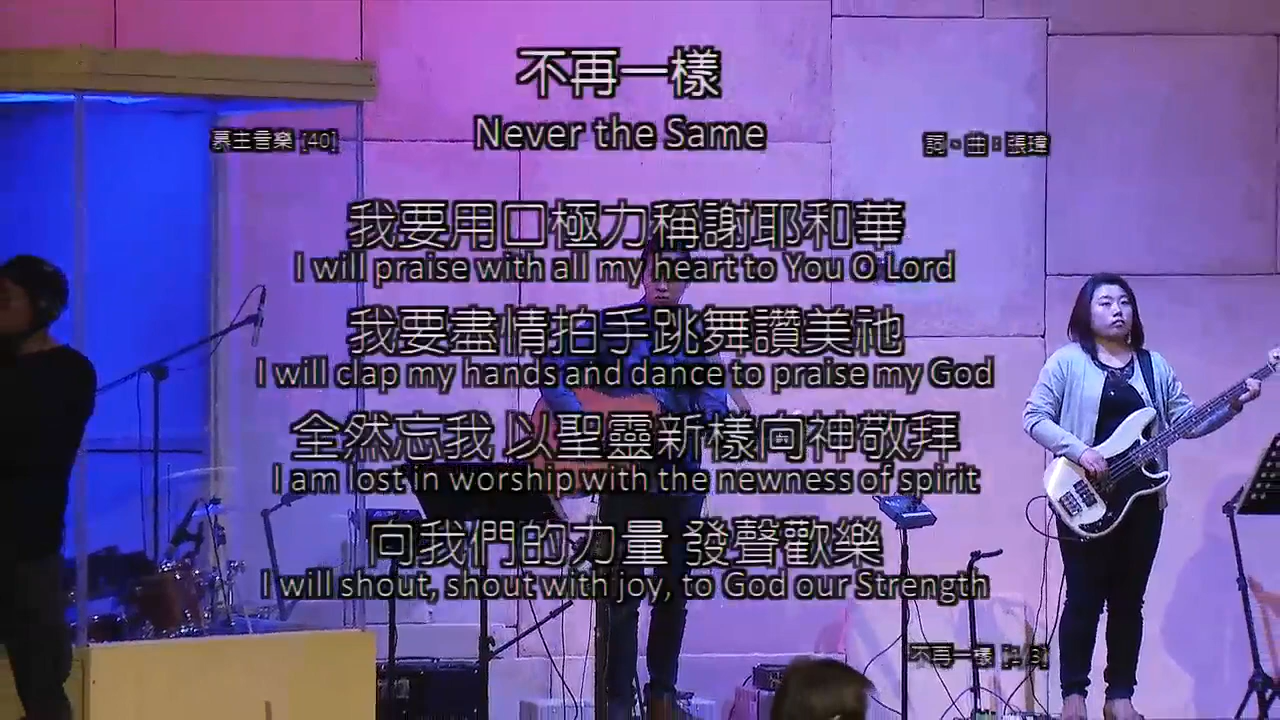 不再一樣
Never the Same
慕主音樂 [40]
詞、曲：張瑋
我要用口極力稱謝耶和華
I will praise with all my heart to You O Lord
我要盡情拍手跳舞讚美祂
I will clap my hands and dance to praise my God
全然忘我 以聖靈新樣向神敬拜
I am lost in worship with the newness of spirit
向我們的力量 發聲歡樂
I will shout, shout with joy, to God our Strength
不再一樣 [1/3]